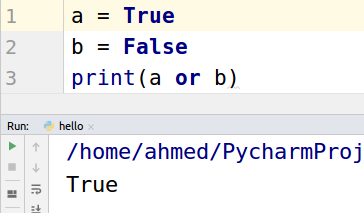 1 a = True
2 b = False
3 print(a or b)
Run: hello ×
/home/ahmed/PycharmProj
True